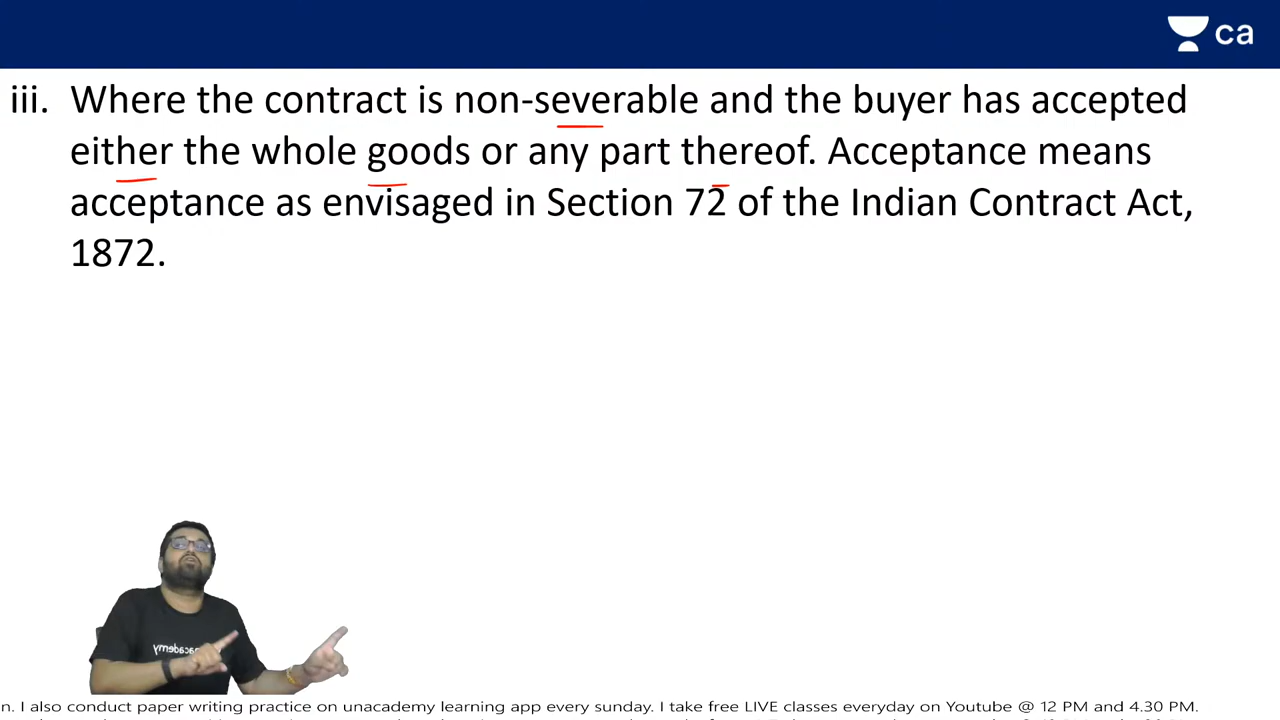 ca
iii. Where the contract is non-severable and the buyer has accepted
either the whole goods or any part thereof. Acceptance means
acceptance as envisaged in Section 72 of the Indian Contract Act,
1872.
unacademy
n. I also conduct paper writing practice on unacademy learning app every sunday. I take free LIVE classes everyday on Youtube @ 12 PM and 4.30 PM.